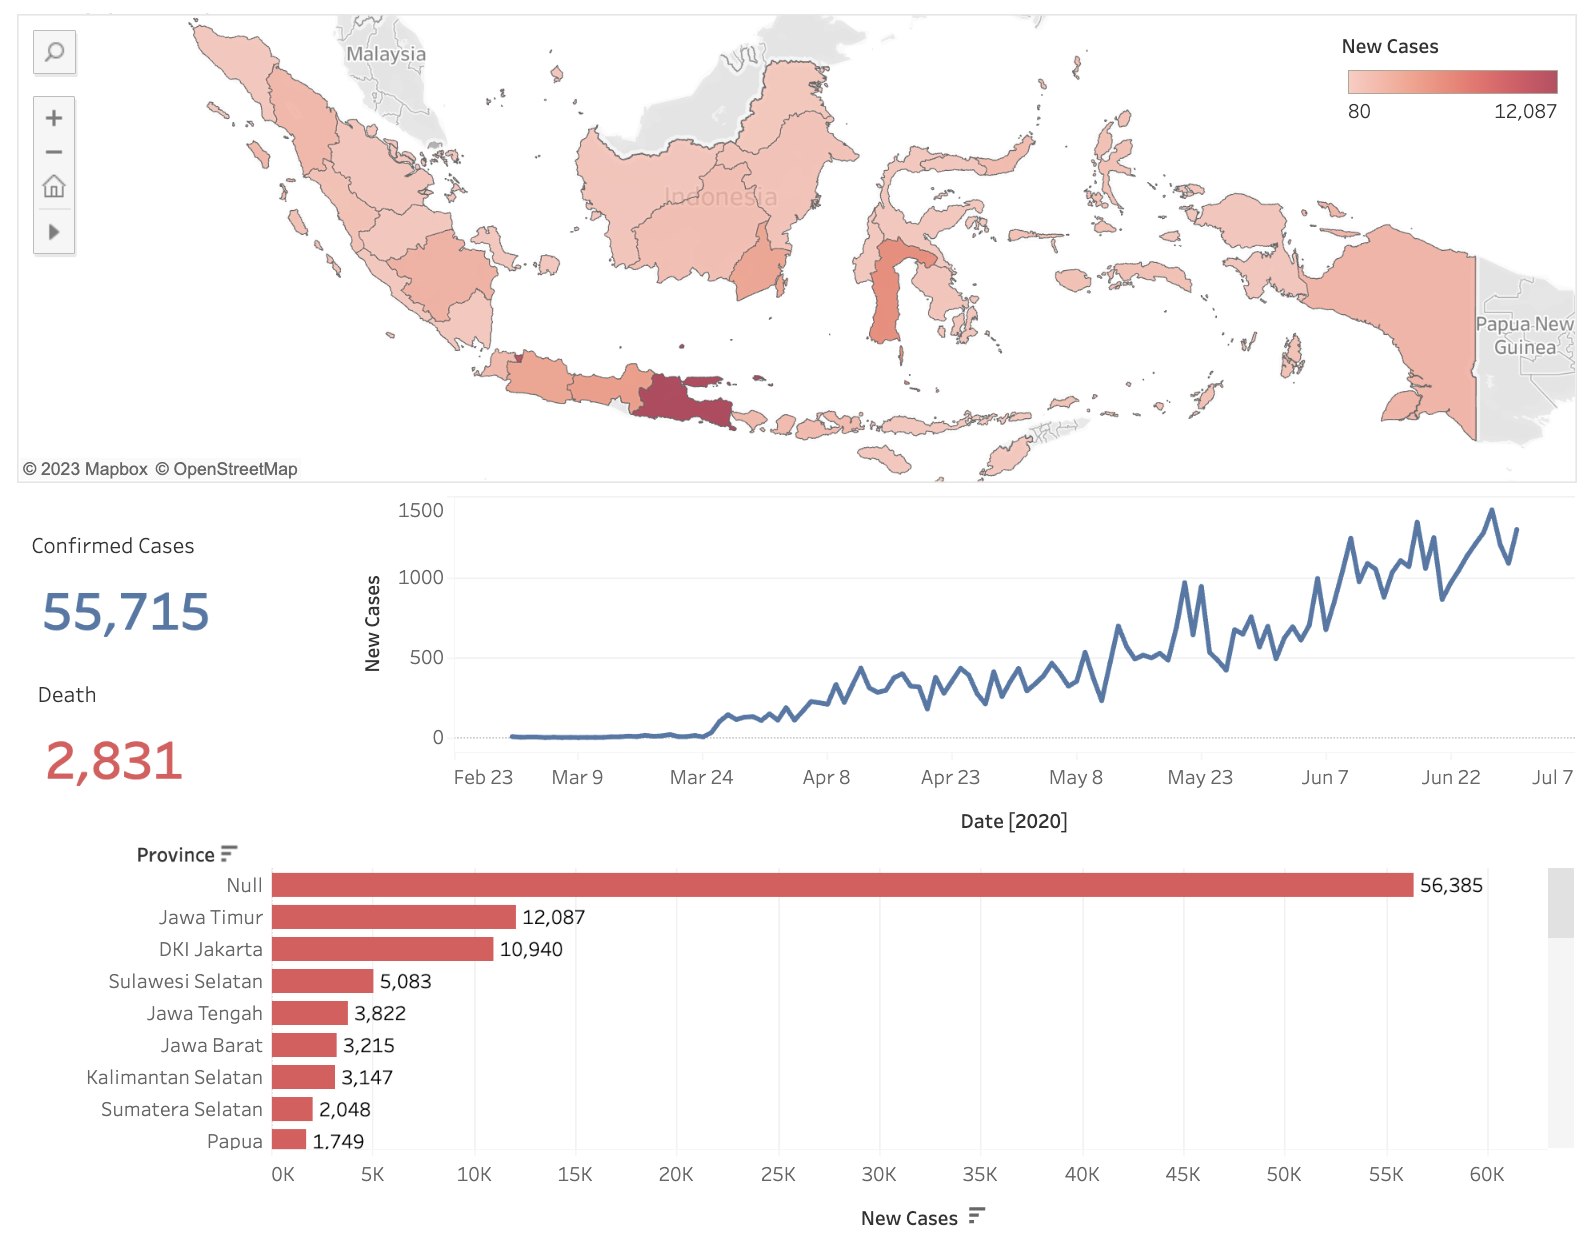 Malaysia
New Cases
80 12,087
Indonesia
Papua New
Guinea
© 2023 Mapbox © OpenStreetMap
Confirmed Cases
55,715
Death
2,831
New Cases
1500
1000
500
0
Feb 23 Mar 9 Mar 24 Apr 8 Apr 23 May 8 May 23 Jun 7 Jun 22 Jul 7
Date [2020]
Province
Null 56,385
Jawa Timur 12,087
DKI Jakarta 10,940
Sulawesi Selatan 5,083
Jawa Tengah 3,822
Jawa Barat 3,215
Kalimantan Selatan 3,147
Sumatera Selatan 2,048
Papua 1,749
0K 5K 10K 15K 20K 25K 30K 35K 40K 45K 50K 55K 60K
New Cases